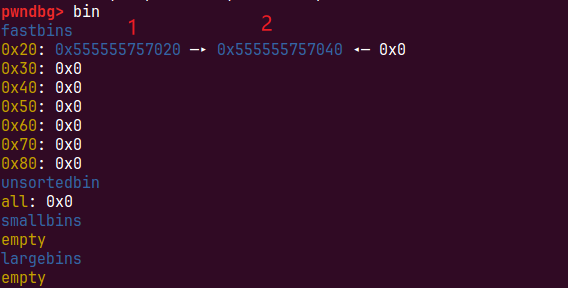 pwndbg> bin
1 2
fastbins
0x20: 0x555555757020 —▸ 0x555555757040 ◂— 0x0
0x30: 0x0
0x40: 0x0
0x50: 0x0
0x60: 0x0
0x70: 0x0
0x80: 0x0
unsortedbin
all: 0x0
smallbins
empty
largebins
empty